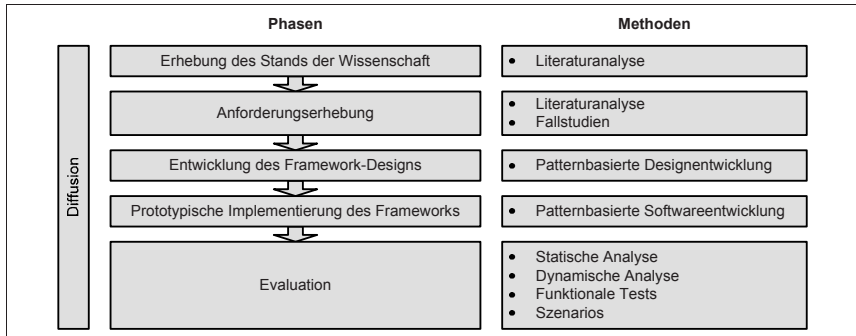 Phasen
Methoden
Diffusion
Erhebung des Stands der Wissenschaft
• Literaturanalyse
Anforderungserhebung
• Literaturanalyse
• Fallstudien
Entwicklung des Framework-Designs
• Patternbasierte Designentwicklung
Prototypische Implementierung des Frameworks
• Patternbasierte Softwareentwicklung
Evaluation
• Statische Analyse
• Dynamische Analyse
• Funktionale Tests
• Szenarios